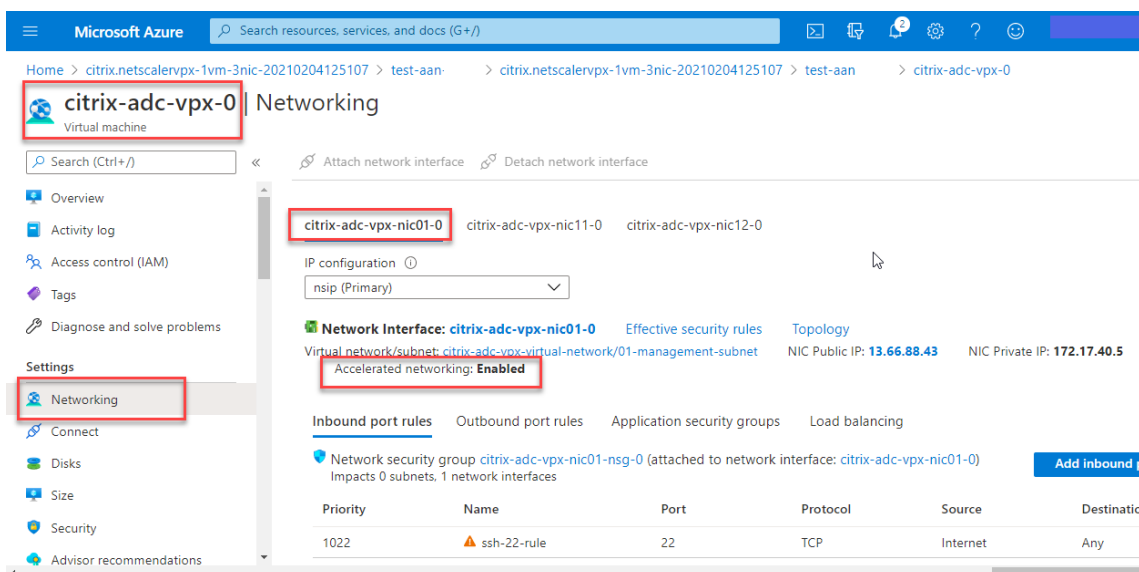 Microsoft Azure
Search resources, services, and docs (G+/)
2
Home > citrix.netscalervpx-1vm-3nic-20210204125107 > test-aan > citrix.netscalervpx-1vm-3nic-20210204125107 > test-aan > citrix-adc-vpx-0
citrix-adc-vpx-0 | Networking
Virtual machine
Search (Ctrl+/)
«
Attach network interface
Detach network interface
Overview
Activity log
Access control (IAM)
Tags
Diagnose and solve problems
Settings
Networking
Connect
Disks
Size
Security
Advisor recommendations
citrix-adc-vpx-nic01-0 citrix-adc-vpx-nic11-0 citrix-adc-vpx-nic12-0
IP configuration
nsip (Primary)
Network Interface: citrix-adc-vpx-nic01-0 Effective security rules Topology
Virtual network/subnet: citrix-adc-vpx-virtual-network/01-management-subnet NIC Public IP: 13.66.88.43 NIC Private IP: 172.17.40.5
Accelerated networking: Enabled
Inbound port rules Outbound port rules Application security groups Load balancing
Network security group citrix-adc-vpx-nic01-nsg-0 (attached to network interface: citrix-adc-vpx-nic01-0)
Impacts 0 subnets, 1 network interfaces
Add inbound
Priority Name Port Protocol Source Destinatio
1022 ssh-22-rule 22 TCP Internet Any